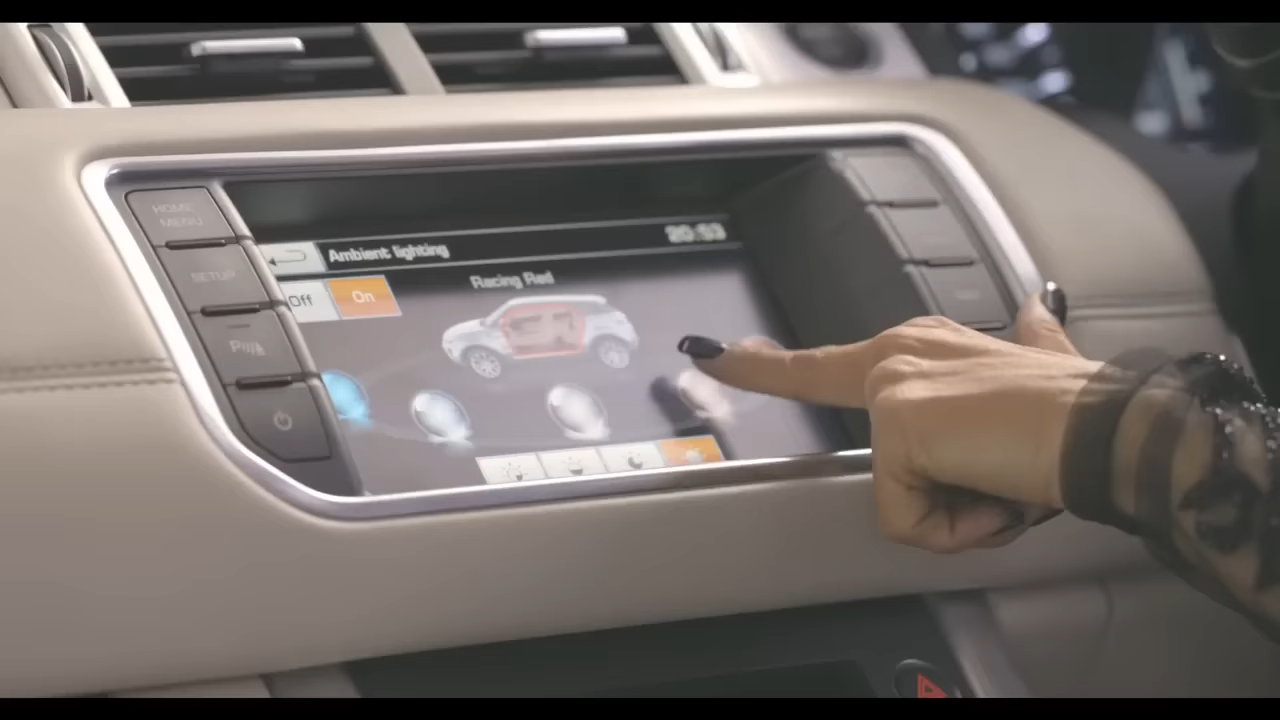 HOME
MENU
SETUP
20:53
Ambient lighting
Racing Red
Off
On